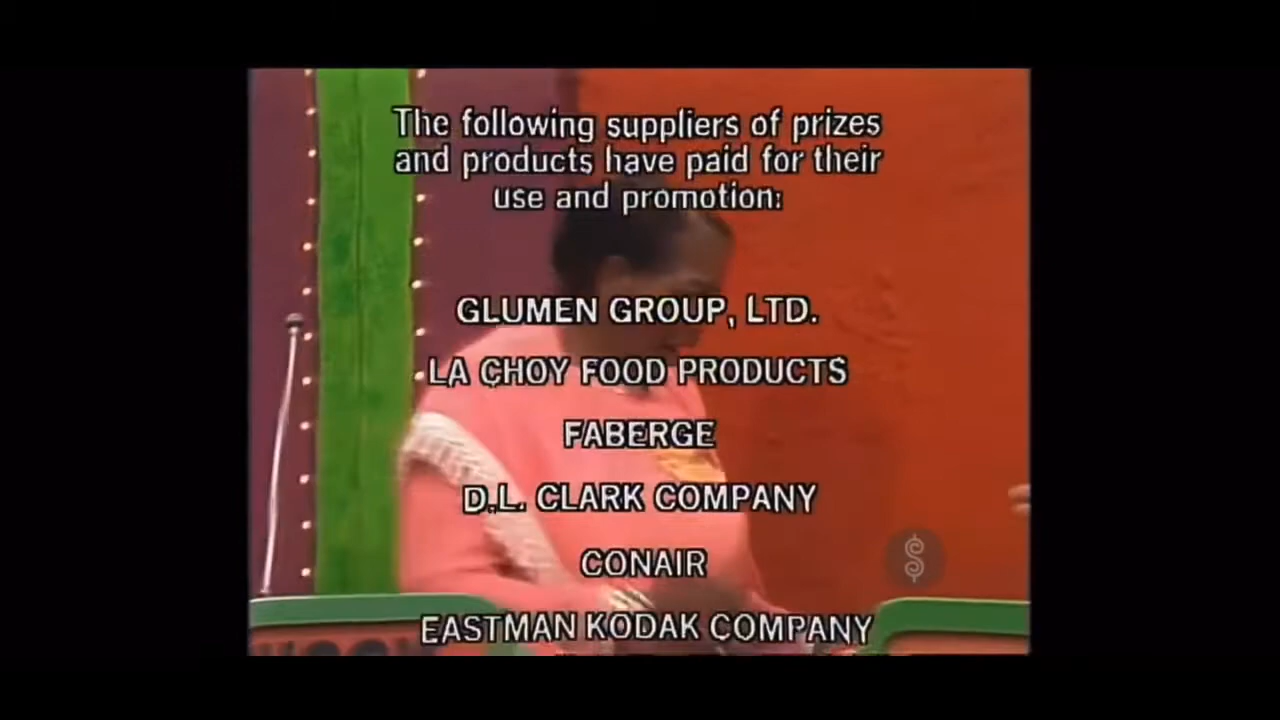 The following suppliers of prizes
and products have paid for their
use and promotion:
GLUMEN GROUP, LTD.
LA CHOY FOOD PRODUCTS
FABERGE
D.L. CLARK COMPANY
CONAIR
EASTMAN KODAK COMPANY
$